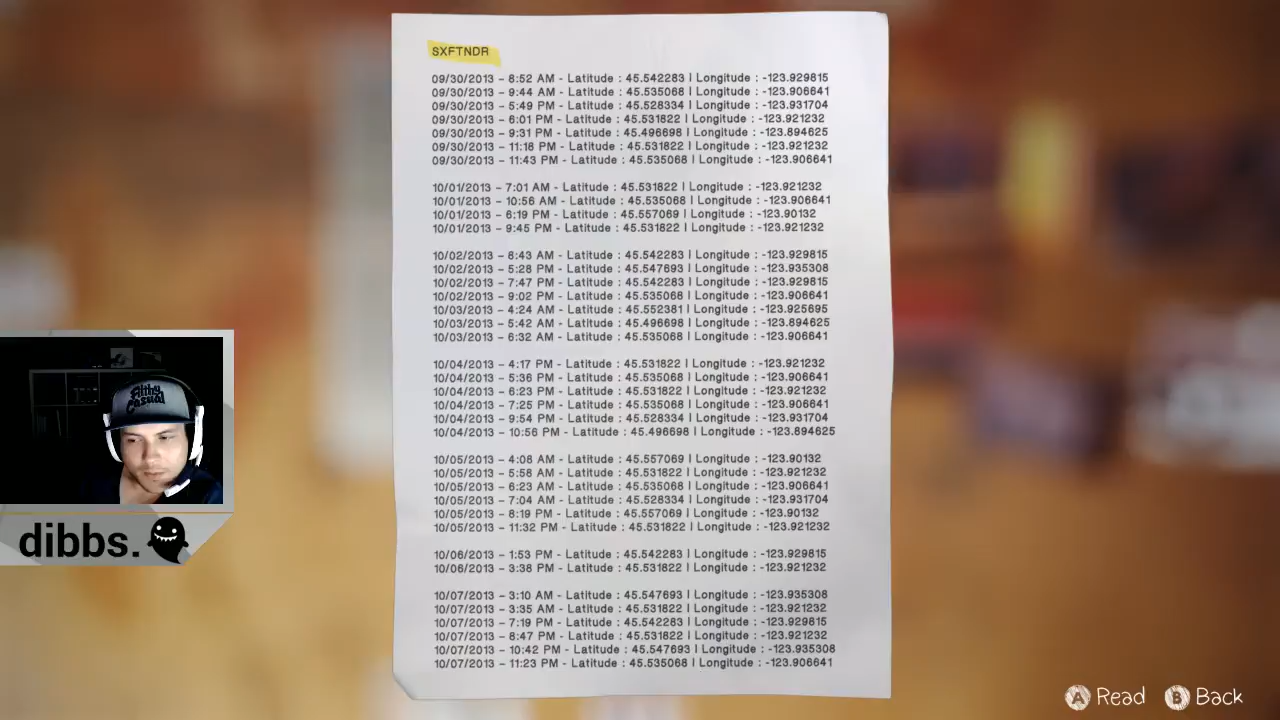 SXFTNDR
09/30/2013 - 8:52 AM - Latitude : 45.542283 | Longitude : -123.929815
09/30/2013 - 9:44 AM - Latitude : 45.535068 | Longitude : -123.906641
09/30/2013 - 5:49 PM - Latitude : 45.528334 | Longitude : -123.931704
09/30/2013 - 6:01 PM - Latitude : 45.531822 | Longitude : -123.921232
09/30/2013 - 9:31 PM - Latitude : 45.496698 | Longitude : -123.894625
09/30/2013 - 11:18 PM - Latitude : 45.531822 | Longitude : -123.921232
09/30/2013 - 11:43 PM - Latitude : 45.535068 | Longitude : -123.906641
10/01/2013 - 7:01 AM - Latitude : 45.531822 | Longitude : -123.921232
10/01/2013 - 10:56 AM - Latitude : 45.535068 | Longitude : -123.906641
10/01/2013 - 6:19 PM - Latitude : 45.557069 | Longitude : -123.90132
10/01/2013 - 9:45 PM - Latitude : 45.531822 | Longitude : -123.921232
10/02/2013 - 8:43 AM - Latitude : 45.542283 | Longitude : -123.929815
10/02/2013 - 5:28 PM - Latitude : 45.547693 | Longitude : -123.935308
10/02/2013 - 7:47 PM - Latitude : 45.542283 | Longitude : -123.929815
10/02/2013 - 9:02 PM - Latitude : 45.535068 | Longitude : -123.906641
10/03/2013 - 4:24 AM - Latitude : 45.552381 | Longitude : -123.925695
10/03/2013 - 5:42 AM - Latitude : 45.496698 | Longitude : -123.894625
10/03/2013 - 6:32 AM - Latitude : 45.535068 | Longitude : -123.906641
10/04/2013 - 4:17 PM - Latitude : 45.531822 | Longitude : -123.921232
10/04/2013 - 5:36 PM - Latitude : 45.535068 | Longitude : -123.906641
10/04/2013 - 6:23 PM - Latitude : 45.531822 | Longitude : -123.921232
10/04/2013 - 7:25 PM - Latitude : 45.535068 | Longitude : -123.906641
10/04/2013 - 9:54 PM - Latitude : 45.528334 | Longitude : -123.931704
10/04/2013 - 10:56 PM - Latitude : 45.496698 | Longitude : -123.894625
10/05/2013 - 4:08 AM - Latitude : 45.557069 | Longitude : -123.90132
10/05/2013 - 5:58 AM - Latitude : 45.531822 | Longitude : -123.921232
10/05/2013 - 6:23 AM - Latitude : 45.535068 | Longitude : -123.906641
10/05/2013 - 7:04 AM - Latitude : 45.528334 | Longitude : -123.931704
10/05/2013 - 8:19 PM - Latitude : 45.557069 | Longitude : -123.90132
10/05/2013 - 11:32 PM - Latitude : 45.531822 | Longitude : -123.921232
10/06/2013 - 1:53 PM - Latitude : 45.542283 | Longitude : -123.929815
10/06/2013 - 3:38 PM - Latitude : 45.531822 | Longitude : -123.921232
10/07/2013 - 3:10 AM - Latitude : 45.547693 | Longitude : -123.935308
10/07/2013 - 3:35 AM - Latitude : 45.531822 | Longitude : -123.921232
10/07/2013 - 7:19 PM - Latitude : 45.542283 | Longitude : -123.929815
10/07/2013 - 8:47 PM - Latitude : 45.531822 | Longitude : -123.921232
10/07/2013 - 10:42 PM - Latitude : 45.547693 | Longitude : -123.935308
10/07/2013 - 11:23 PM - Latitude : 45.535068 | Longitude : -123.906641
Filthy
Casual
dibbs.
A Read B Back